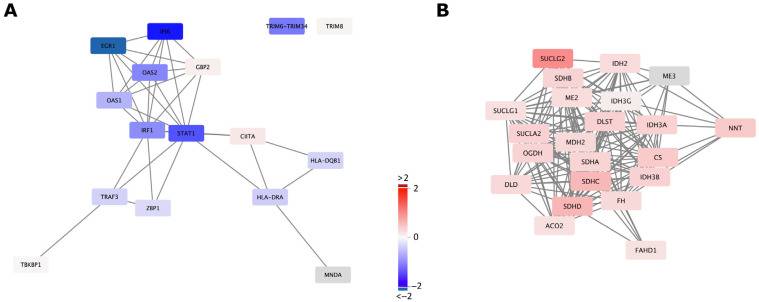 A
B
IFI6
TRIM6-TRIM34
TRIM8
EGR1
GBP2
OAS2
OAS1
IRF1
STAT1
CIITA
HLA-DQB1
TRAF3
ZBP1
HLA-DRA
TBKBP1
MNDA
>2
2
0
−2
<−2
SUCLG2
IDH2
SDHB
ME3
ME2
IDH3G
SUCLG1
DLST
IDH3A
NNT
SUCLA2
MDH2
OGDH
CS
SDHA
IDH3B
SDHC
DLD
FH
SDHD
ACO2
FAHD1